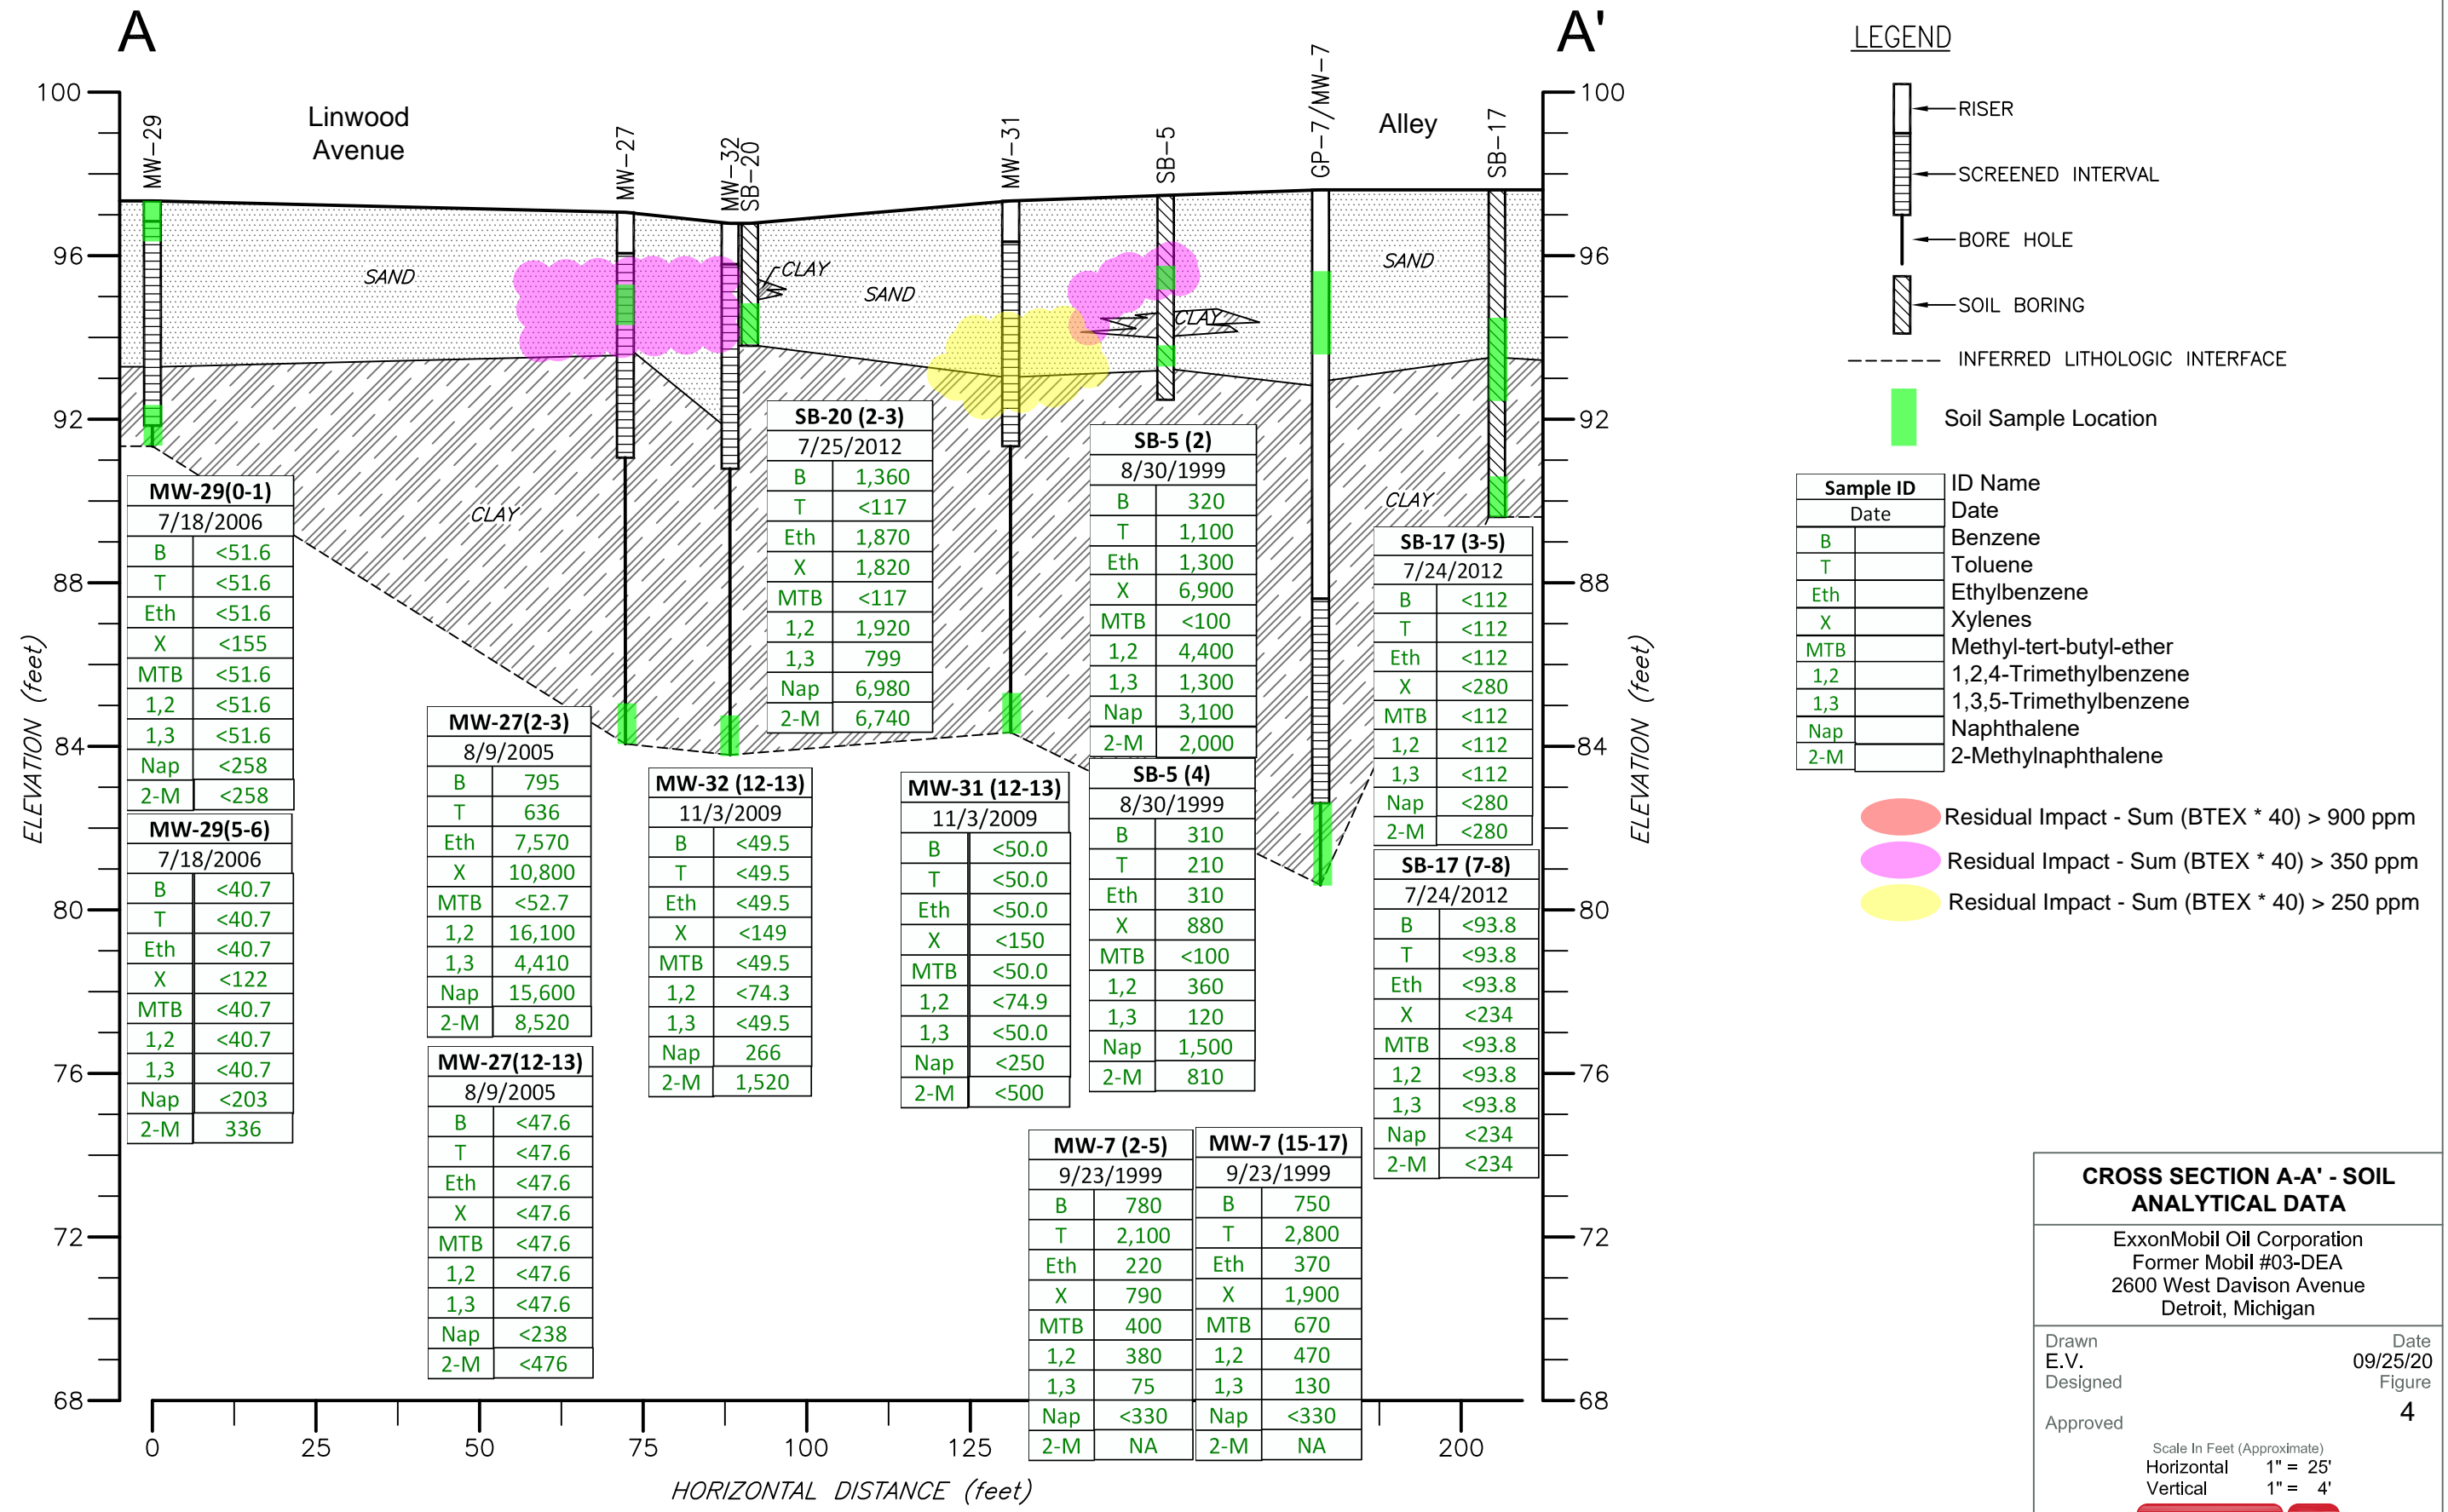 A
A'
100
96
92
88
84
80
76
72
68
ELEVATION (feet)
MW-29
Linwood
Avenue
MW-27
MW-32
SB-20
MW-31
SB-5
GP-7/MW-7
Alley
SB-17
100
96
92
88
84
80
76
72
68
ELEVATION (feet)
SAND
CLAY
SAND
CLAY
SAND
CLAY
CLAY
MW-29(0-1)
7/18/2006
B <51.6
T <51.6
Eth <51.6
X <155
MTB <51.6
1,2 <51.6
1,3 <51.6
Nap <258
2-M <258
MW-29(5-6)
7/18/2006
B <40.7
T <40.7
Eth <40.7
X <122
MTB <40.7
1,2 <40.7
1,3 <40.7
Nap <203
2-M 336
MW-27(2-3)
8/9/2005
B 795
T 636
Eth 7,570
X 10,800
MTB <52.7
1,2 16,100
1,3 4,410
Nap 15,600
2-M 8,520
MW-27(12-13)
8/9/2005
B <47.6
T <47.6
Eth <47.6
X <47.6
MTB <47.6
1,2 <47.6
1,3 <47.6
Nap <238
2-M <476
MW-32 (12-13)
11/3/2009
B <49.5
T <49.5
Eth <49.5
X <149
MTB <49.5
1,2 <74.3
1,3 <49.5
Nap 266
2-M 1,520
SB-20 (2-3)
7/25/2012
B 1,360
T <117
Eth 1,870
X 1,820
MTB <117
1,2 1,920
1,3 799
Nap 6,980
2-M 6,740
MW-31 (12-13)
11/3/2009
B <50.0
T <50.0
Eth <50.0
X <150
MTB <50.0
1,2 <74.9
1,3 <50.0
Nap <250
2-M <500
SB-5 (2)
8/30/1999
B 320
T 1,100
Eth 1,300
X 6,900
MTB <100
1,2 4,400
1,3 1,300
Nap 3,100
2-M 2,000
SB-5 (4)
8/30/1999
B 310
T 210
Eth 310
X 880
MTB <100
1,2 360
1,3 120
Nap 1,500
2-M 810
MW-7 (2-5)
9/23/1999
B 780
T 2,100
Eth 220
X 790
MTB 400
1,2 380
1,3 75
Nap <330
2-M NA
MW-7 (15-17)
9/23/1999
B 750
T 2,800
Eth 370
X 1,900
MTB 670
1,2 470
1,3 130
Nap <330
2-M NA
SB-17 (3-5)
7/24/2012
B <112
T <112
Eth <112
X <280
MTB <112
1,2 <112
1,3 <112
Nap <280
2-M <280
SB-17 (7-8)
7/24/2012
B <93.8
T <93.8
Eth <93.8
X <234
MTB <93.8
1,2 <93.8
1,3 <93.8
Nap <234
2-M <234
0 25 50 75 100 125 200
HORIZONTAL DISTANCE (feet)
LEGEND
RISER
SCREENED INTERVAL
BORE HOLE
SOIL BORING
INFERRED LITHOLOGIC INTERFACE
Soil Sample Location
Sample ID ID Name
Date Date
B Benzene
T Toluene
Eth Ethylbenzene
X Xylenes
MTB Methyl-tert-butyl-ether
1,2 1,2,4-Trimethylbenzene
1,3 1,3,5-Trimethylbenzene
Nap Naphthalene
2-M 2-Methylnaphthalene
Residual Impact - Sum (BTEX * 40) > 900 ppm
Residual Impact - Sum (BTEX * 40) > 350 ppm
Residual Impact - Sum (BTEX * 40) > 250 ppm
CROSS SECTION A-A' - SOIL
ANALYTICAL DATA
ExxonMobil Oil Corporation
Former Mobil #03-DEA
2600 West Davison Avenue
Detroit, Michigan
Drawn Date
E.V. 09/25/20
Designed Figure
4
Approved
Scale In Feet (Approximate)
Horizontal 1" = 25'
Vertical 1" = 4'